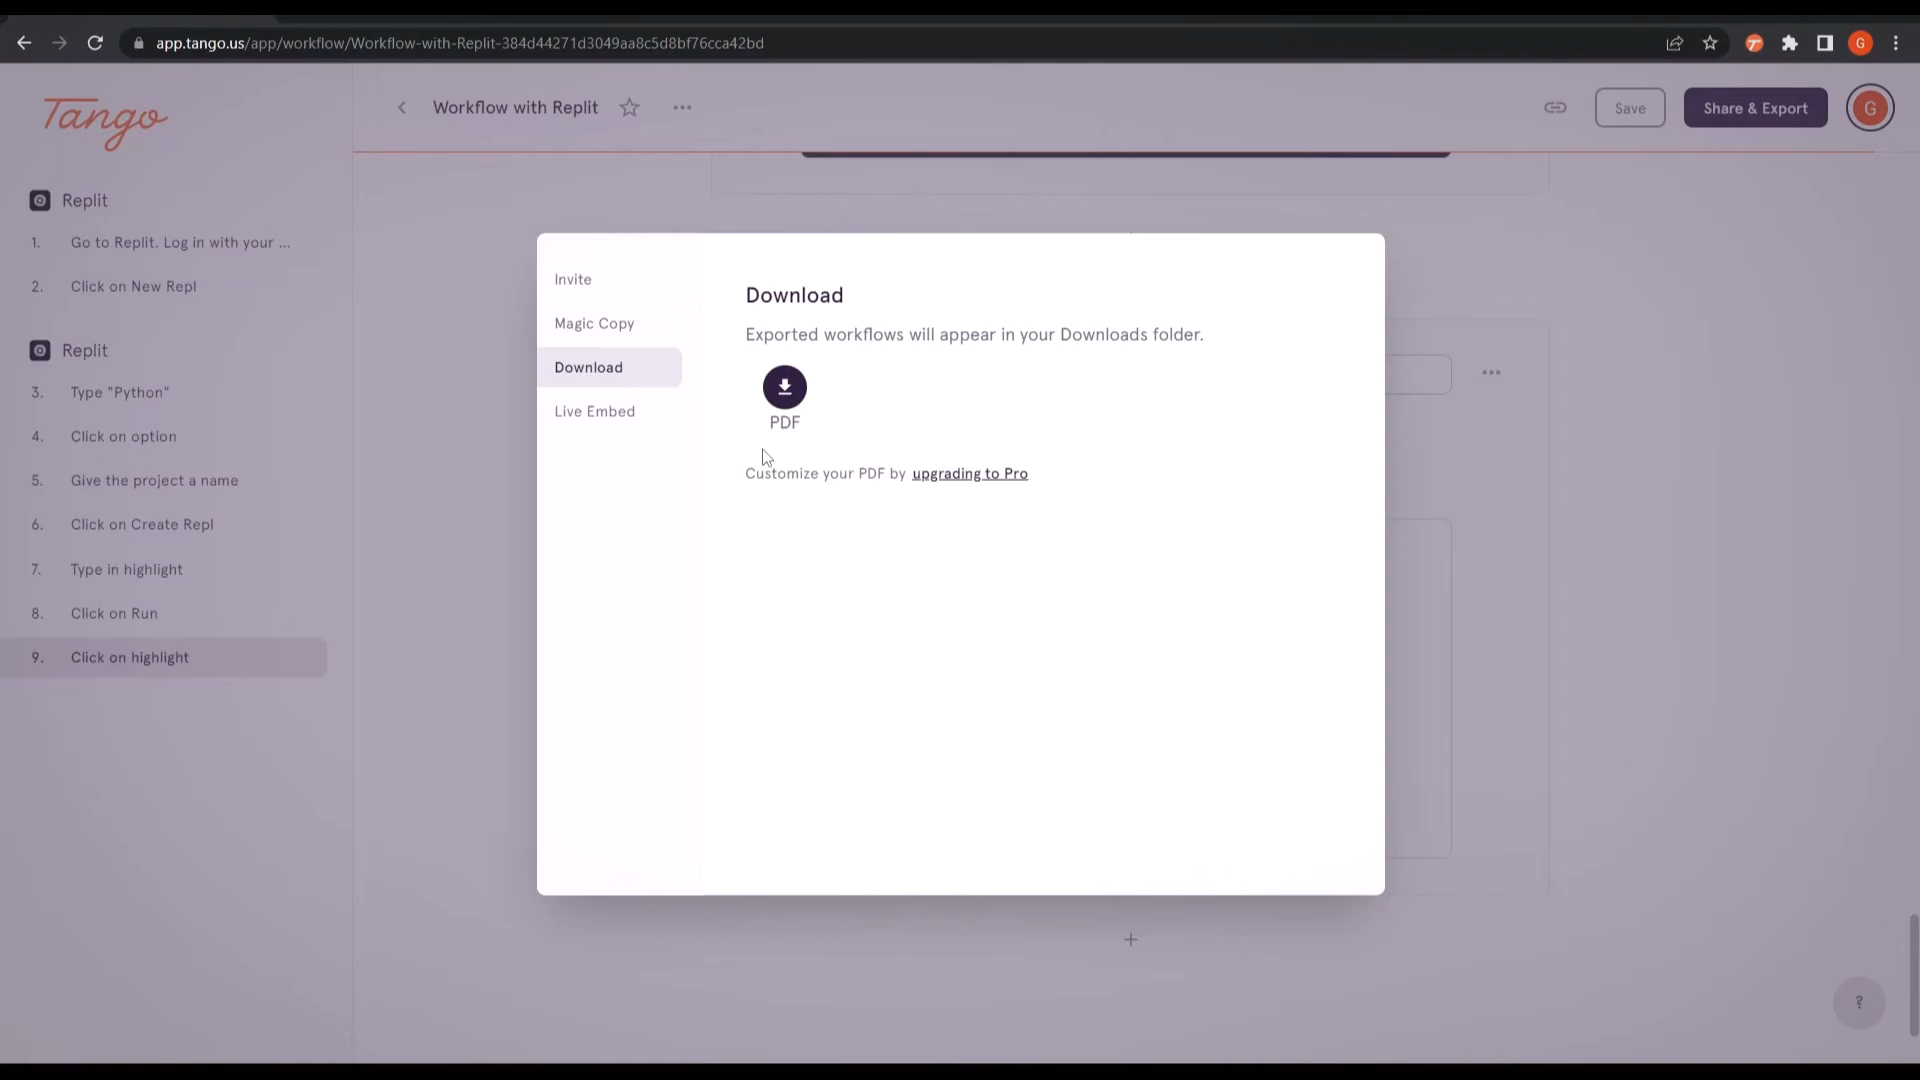 app.tango.us/app/workflow/Workflow-with-Replit-384d44271d3049aa8c5d8bf76cca42bd
G
Tango
Workflow with Replit
Save
Share & Export
G
Replit
1. Go to Replit. Log in with your ...
2. Click on New Repl
Replit
3. Type "Python"
4. Click on option
5. Give the project a name
6. Click on Create Repl
7. Type in highlight
8. Click on Run
9. Click on highlight
Invite
Magic Copy
Download
Live Embed
Download
Exported workflows will appear in your Downloads folder.
PDF
Customize your PDF by upgrading to Pro
?